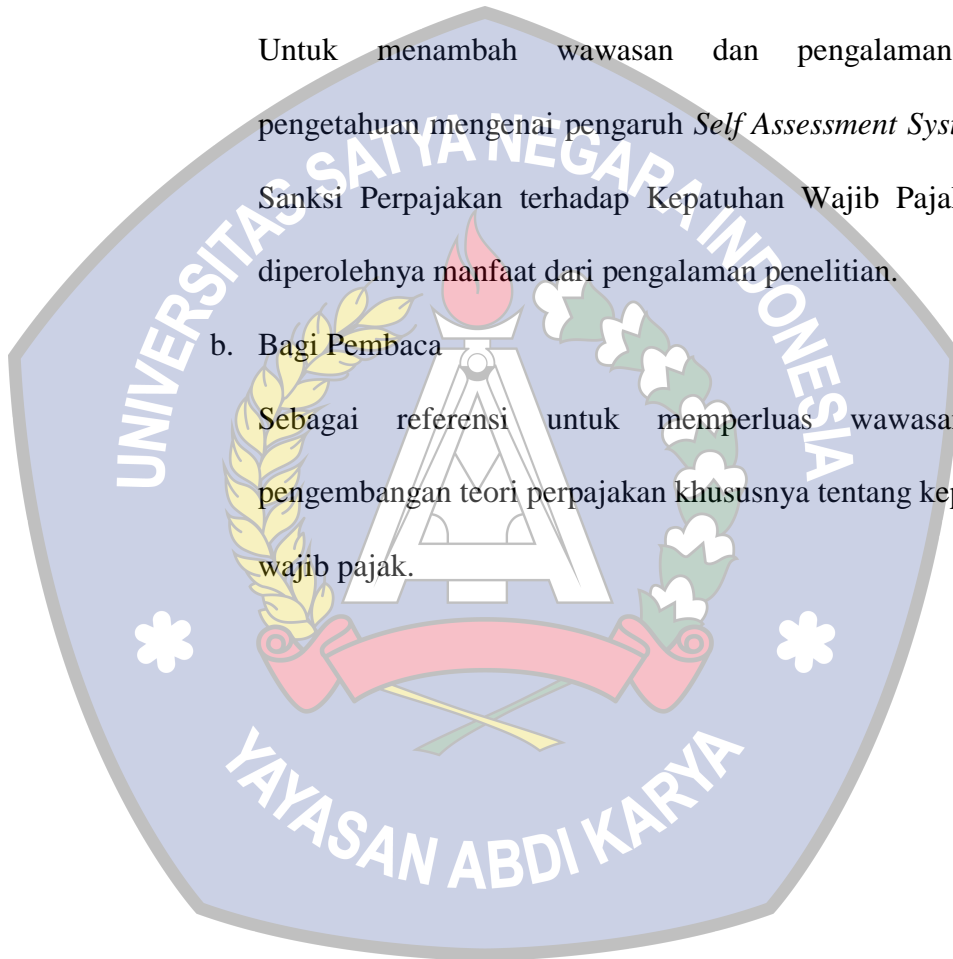 Untuk menambah wawasan dan pengalaman
pengetahuan mengenai pengaruh Self Assessment
Sanksi Perpajakan terhadap Kepatuhan Wajib
diperolehnya manfaat dari pengalaman penelitian.
b. Bagi Pembaca
Sebagai referensi untuk memperluas
pengembangan teori perpajakan khususnya tentang
wajib pajak.
UNIVERSITAS SATYA NEGARA INDONESIA
YAYASAN ABDI KARYA